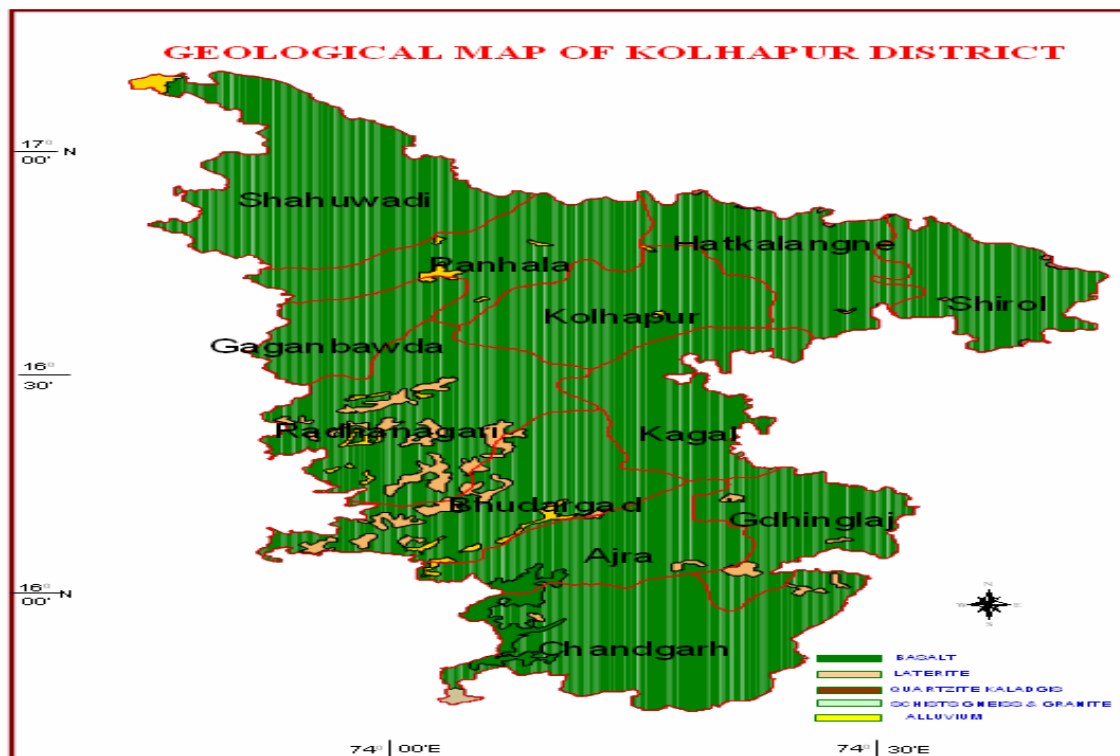 GEOLOGICAL MAP OF KOLHAPUR DISTRICT
17° 00' N
Shahuwadi
Hatkalangne
Panhala
Shirol
Kolhapur
Gaganbawda
16° 30'
Radhanagari
Kagal
Bhudargad
Gdhinglaj
Ajra
16° 00' N
N
W E
S
Chandgarh
BASALT
LATERITE
QUARTZITE KALADGIS
SCHISTS GNEISS & GRANITE
ALLUVIUM
74° 00'E
74° 30'E